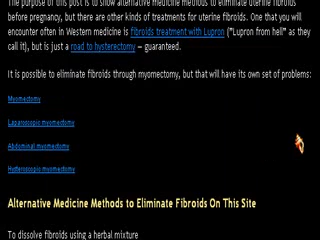 The purpose of this post is to show alternative medicine methods to eliminate uterine fibroids
before pregnancy, but there are other kinds of treatments for uterine fibroids. One that you will
encounter often in Western medicine is fibroids treatment with Lupron ("Lupron from hell" as they
call it), but is just a road to hysterectomy — guaranteed.
It is possible to eliminate fibroids through myomectomy, but that will have its own set of problems:
Myomectomy
Laparoscopic myomectomy
Abdominal myomectomy
Hysteroscopic myomectomy
Alternative Medicine Methods to Eliminate Fibroids On This Site
To dissolve fibroids using a herbal mixture